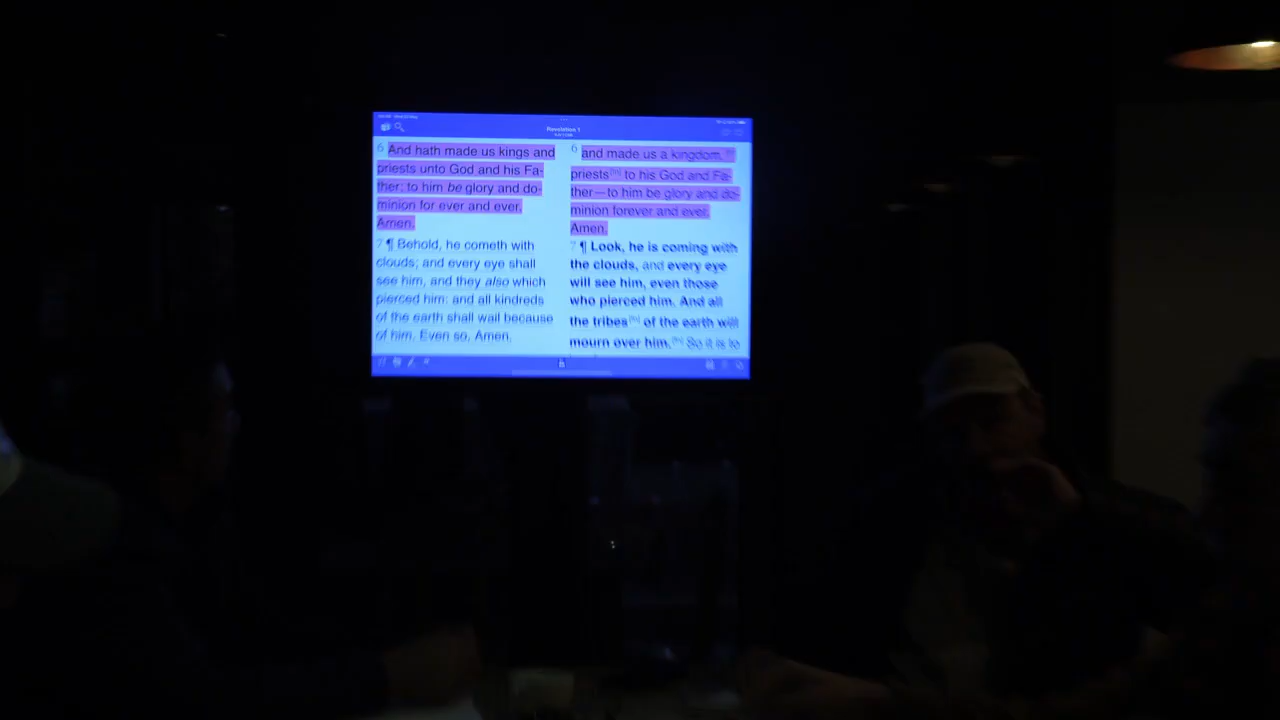 Revelation 1
6 And hath made us kings and
priests unto God and his Fa-
ther; to him be glory and do-
minion for ever and ever.
Amen.
7 ¶ Behold, he cometh with
clouds; and every eye shall
see him, and they also which
pierced him: and all kindreds
of the earth shall wail because
of him. Even so, Amen.
6 and made us a kingdom,
priests to his God and Fa-
ther—to him be glory and do-
minion forever and ever.
Amen.
7 ¶ Look, he is coming with
the clouds, and every eye
will see him, even those
who pierced him. And all
the tribes of the earth will
mourn over him. So it is to